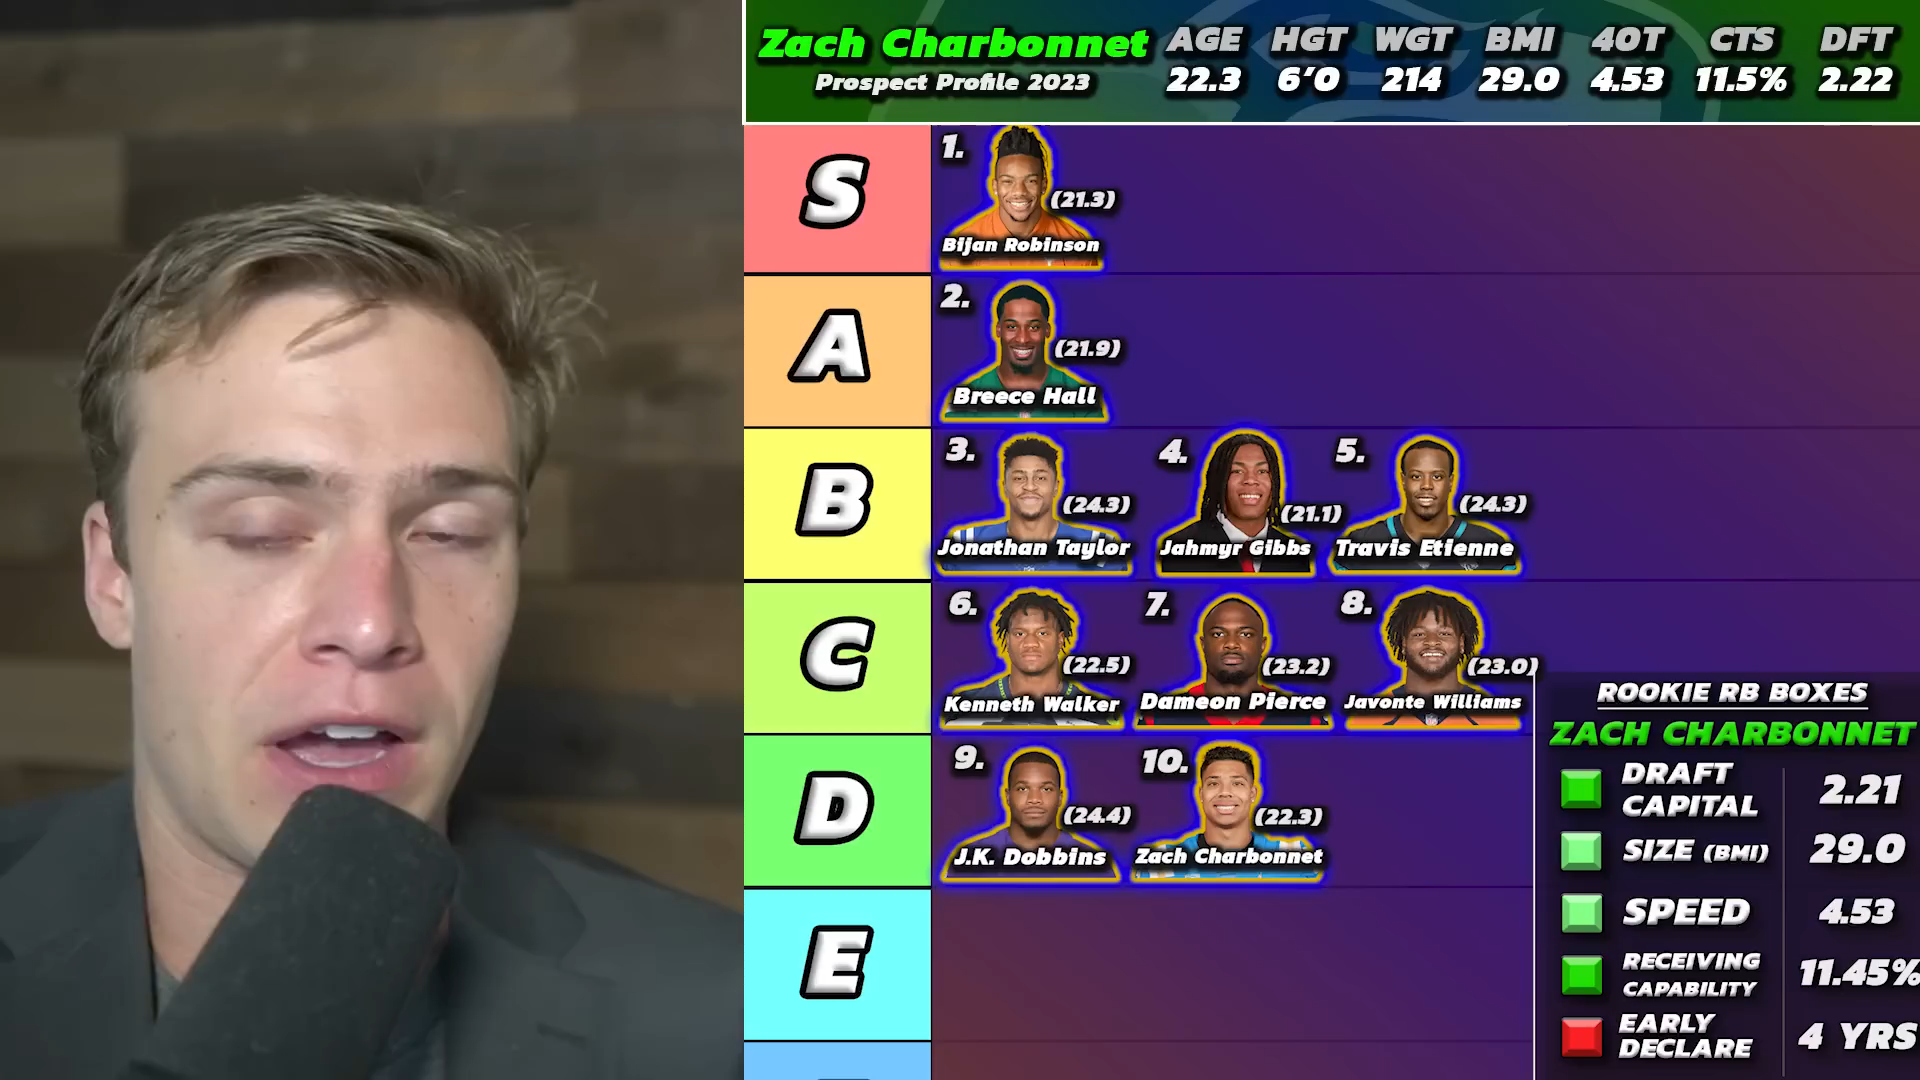 Zach Charbonnet
Prospect Profile 2023
AGE HGT WGT BMI 40T CTS DFT
22.3 6'0 214 29.0 4.53 11.5% 2.22
S
1.
(21.3)
Bijan Robinson
A
2.
(21.9)
Breece Hall
B
3.
(24.3)
Jonathan Taylor
4.
(21.1)
Jahmyr Gibbs
5.
(24.3)
Travis Etienne
C
6.
(22.5)
Kenneth Walker
7.
(23.2)
Dameon Pierce
8.
(23.0)
Javonte Williams
D
9.
(24.4)
J.K. Dobbins
10.
(22.3)
Zach Charbonnet
E
ROOKIE RB BOXES
ZACH CHARBONNET
DRAFT
CAPITAL
2.21
SIZE (BMI) 29.0
SPEED 4.53
RECEIVING
CAPABILITY
11.45%
EARLY
DECLARE
4 YRS